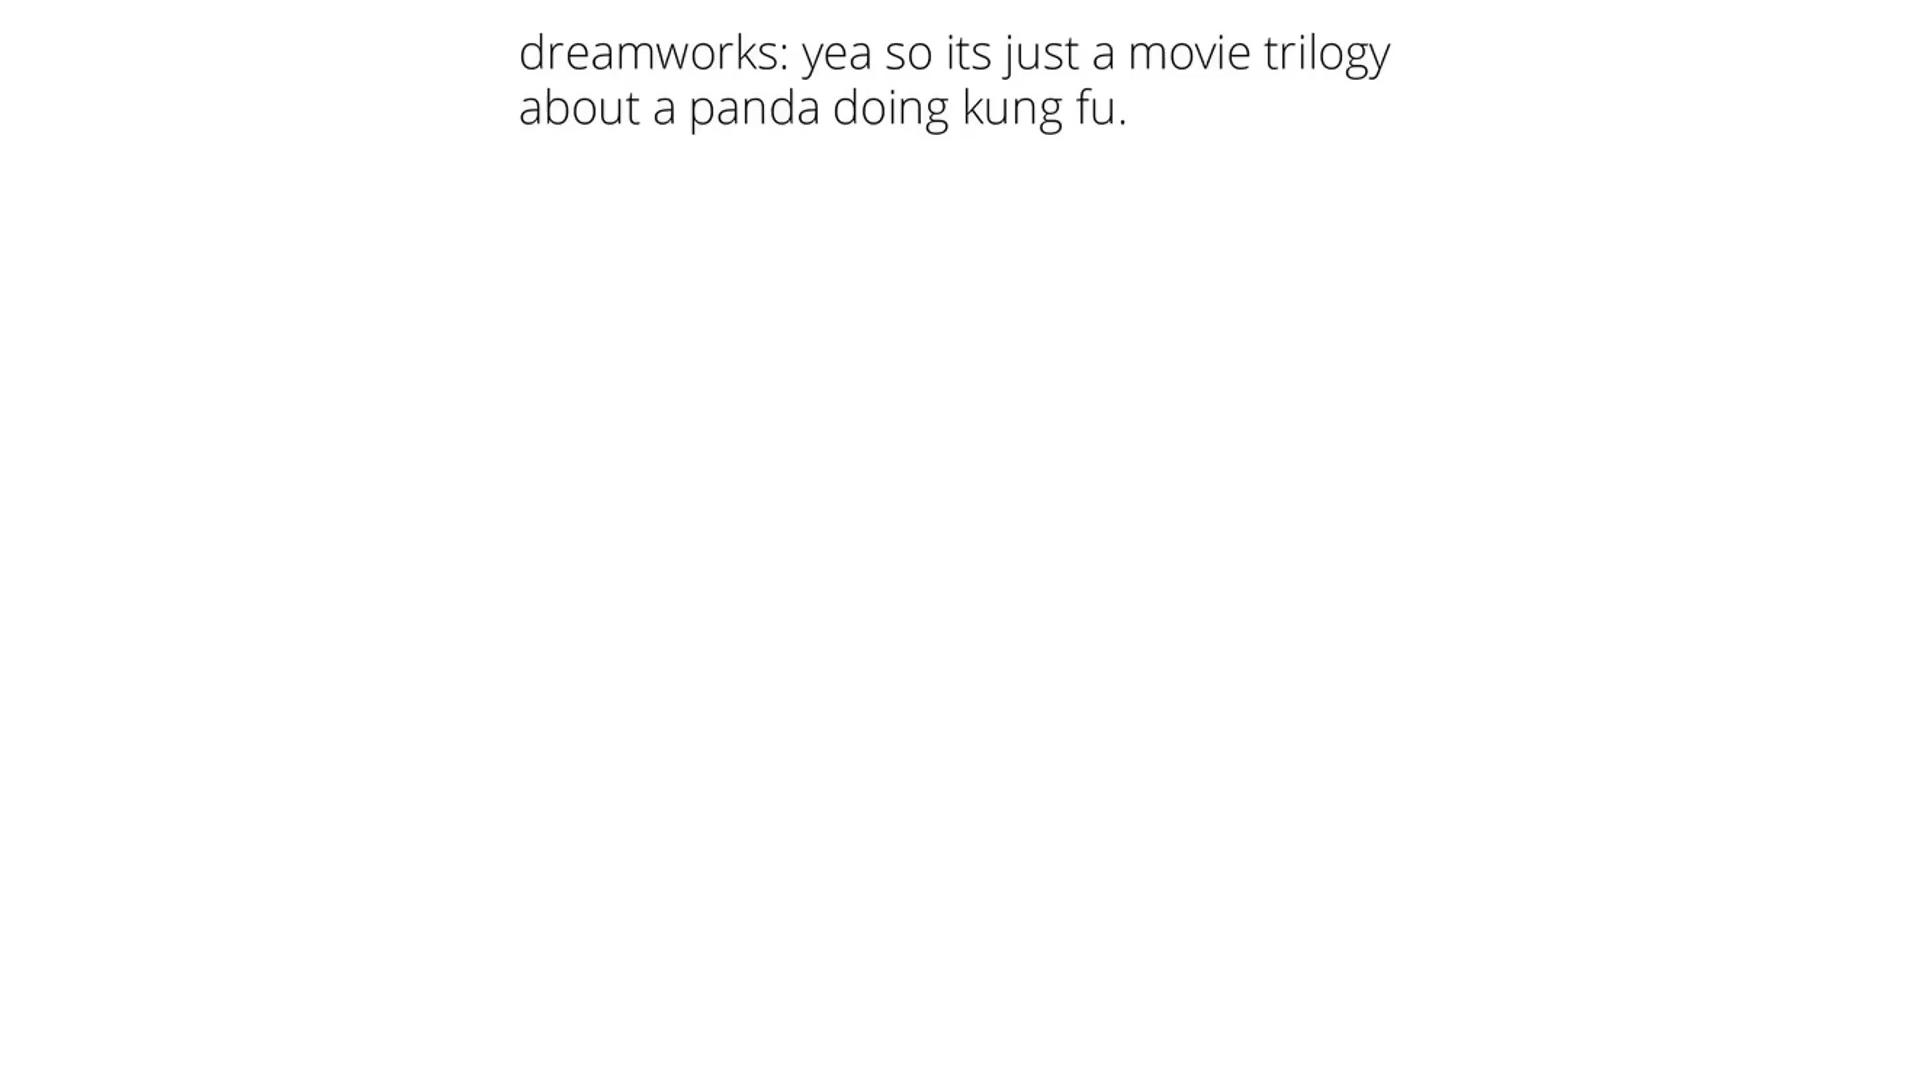 dreamworks: yea so its just a movie trilogy
about a panda doing kung fu.